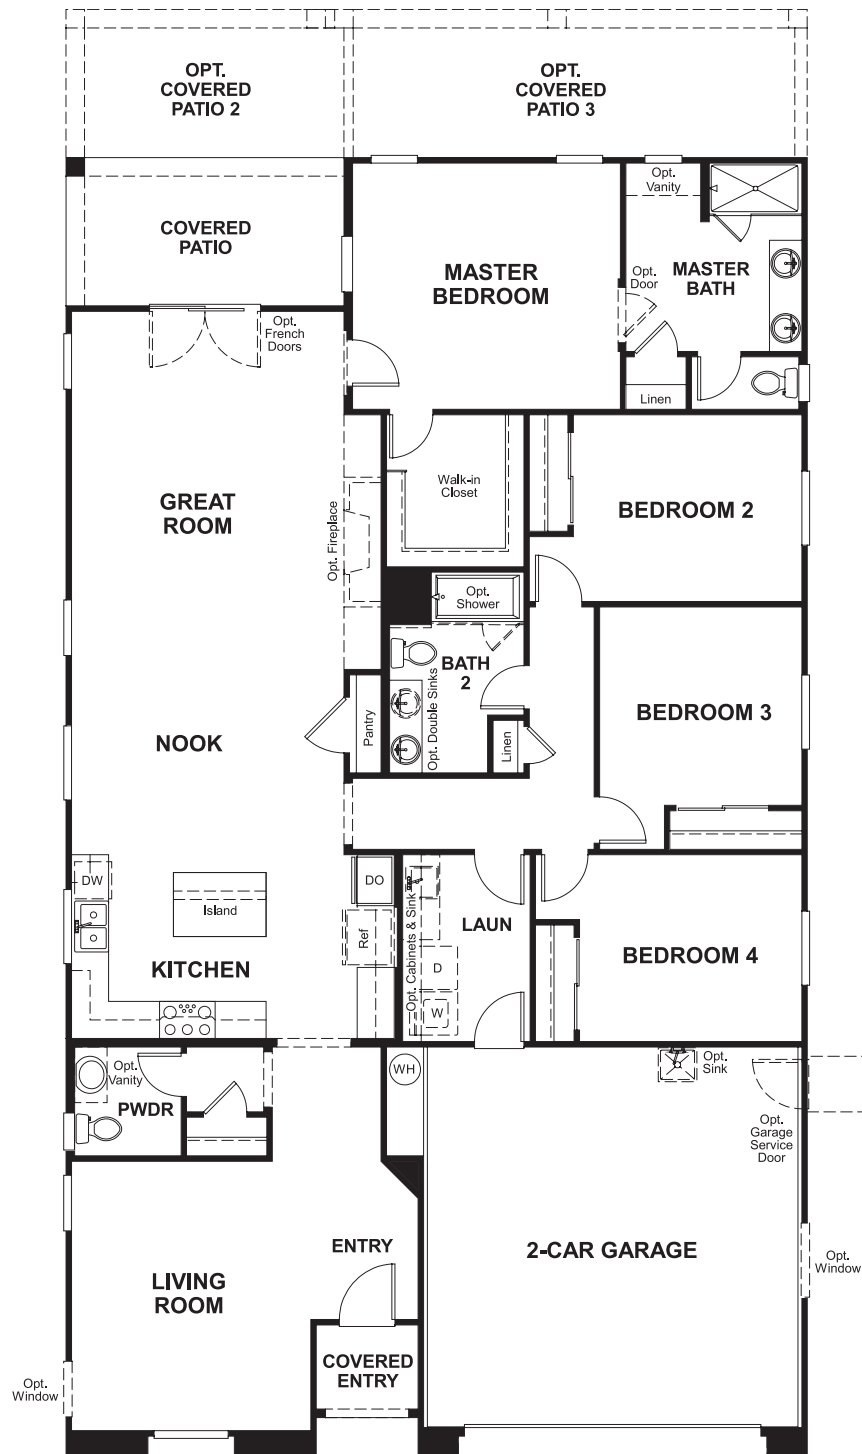 OPT.
COVERED
PATIO 2
OPT.
COVERED
PATIO 3
COVERED
PATIO
MASTER
BEDROOM
Opt.
Vanity
Opt.
Door
MASTER
BATH
Opt.
French
Doors
Linen
GREAT
ROOM
Walk-in
Closet
BEDROOM 2
Opt. Fireplace
Opt.
Shower
BATH
2
Opt. Double Sinks
BEDROOM 3
NOOK
Pantry
Linen
DW
Island
DO
Ref
KITCHEN
Opt. Cabinets & Sink
LAUN
D
W
BEDROOM 4
Opt.
Vanity
PWDR
WH
Opt.
Sink
Opt.
Garage
Service
Door
ENTRY
2-CAR GARAGE
Opt.
Window
LIVING
ROOM
COVERED
ENTRY
Opt.
Window